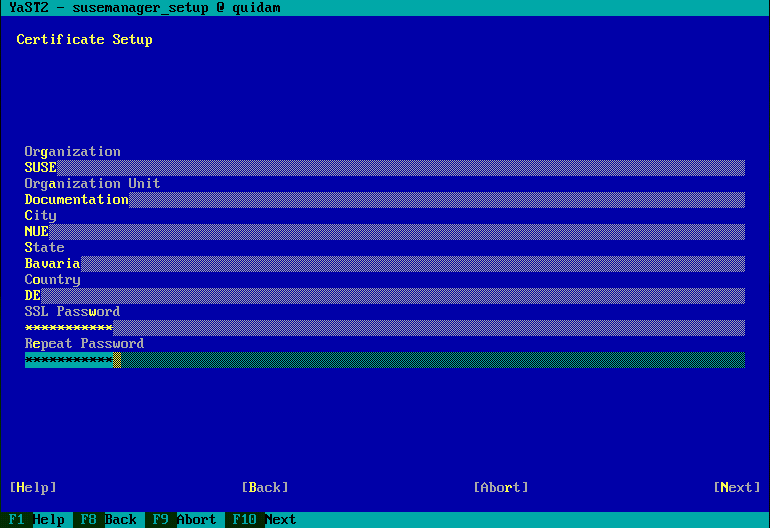 YaST2 - susemanager_setup @ quidam
Certificate Setup
Organization
SUSE
Organization Unit
Documentation
City
NUE
State
Bavaria
Country
DE
SSL Password
***********
Repeat Password
***********
[Help] [Back] [Abort] [Next]
F1 Help F8 Back F9 Abort F10 Next